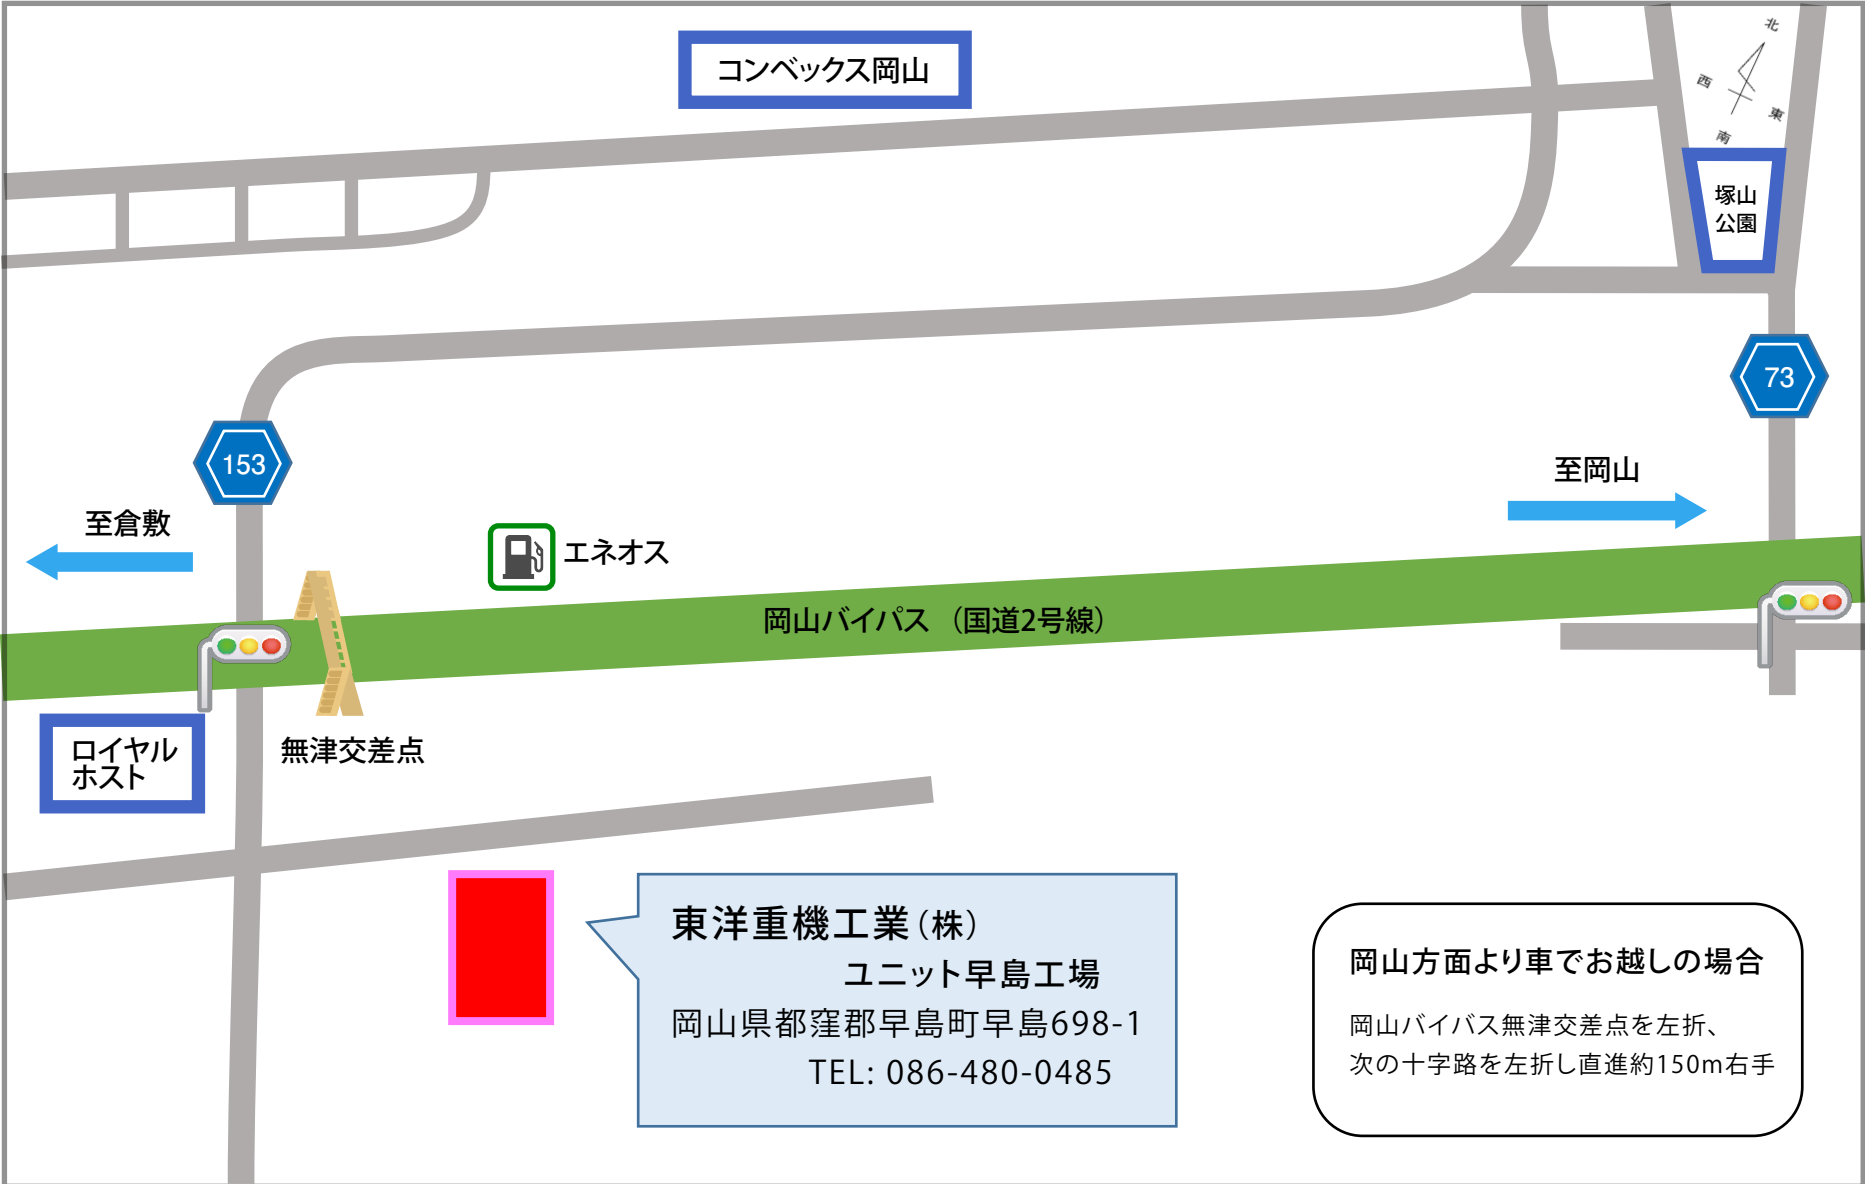 コンベックス岡山
北
西
東
南
塚山
公園
73
153
至岡山
至倉敷
エネオス
岡山バイパス （国道2号線）
ロイヤル
ホスト
無津交差点
東洋重機工業（株）
ユニット早島工場
岡山県都窪郡早島町早島698-1
TEL: 086-480-0485
岡山方面より車でお越しの場合
岡山バイバス無津交差点を左折、
次の十字路を左折し直進約150m右手